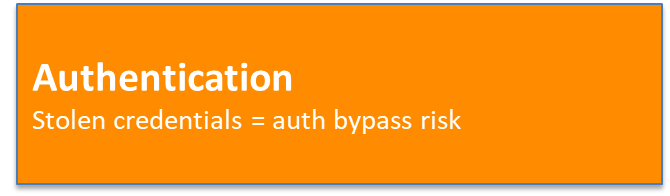 Authentication
Stolen credentials = auth bypass risk